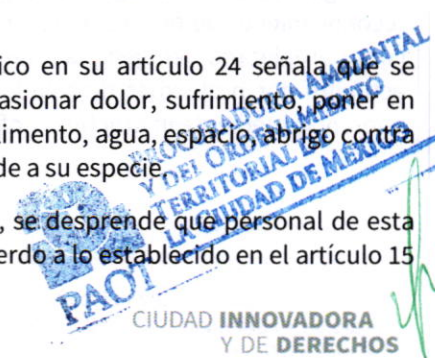 ico en su artículo 24 señala que se
asionar dolor, sufrimiento, poner en
limento, agua, espacio, abrigo contra
de a su especie.
, se desprende que personal de esta
erdo a lo establecido en el artículo 15
PROCURADURÍA AMBIENTAL
Y DEL ORDENAMIENTO
TERRITORIAL DE
LA CIUDAD DE MÉXICO
PAOT
CIUDAD INNOVADORA
Y DE DERECHOS